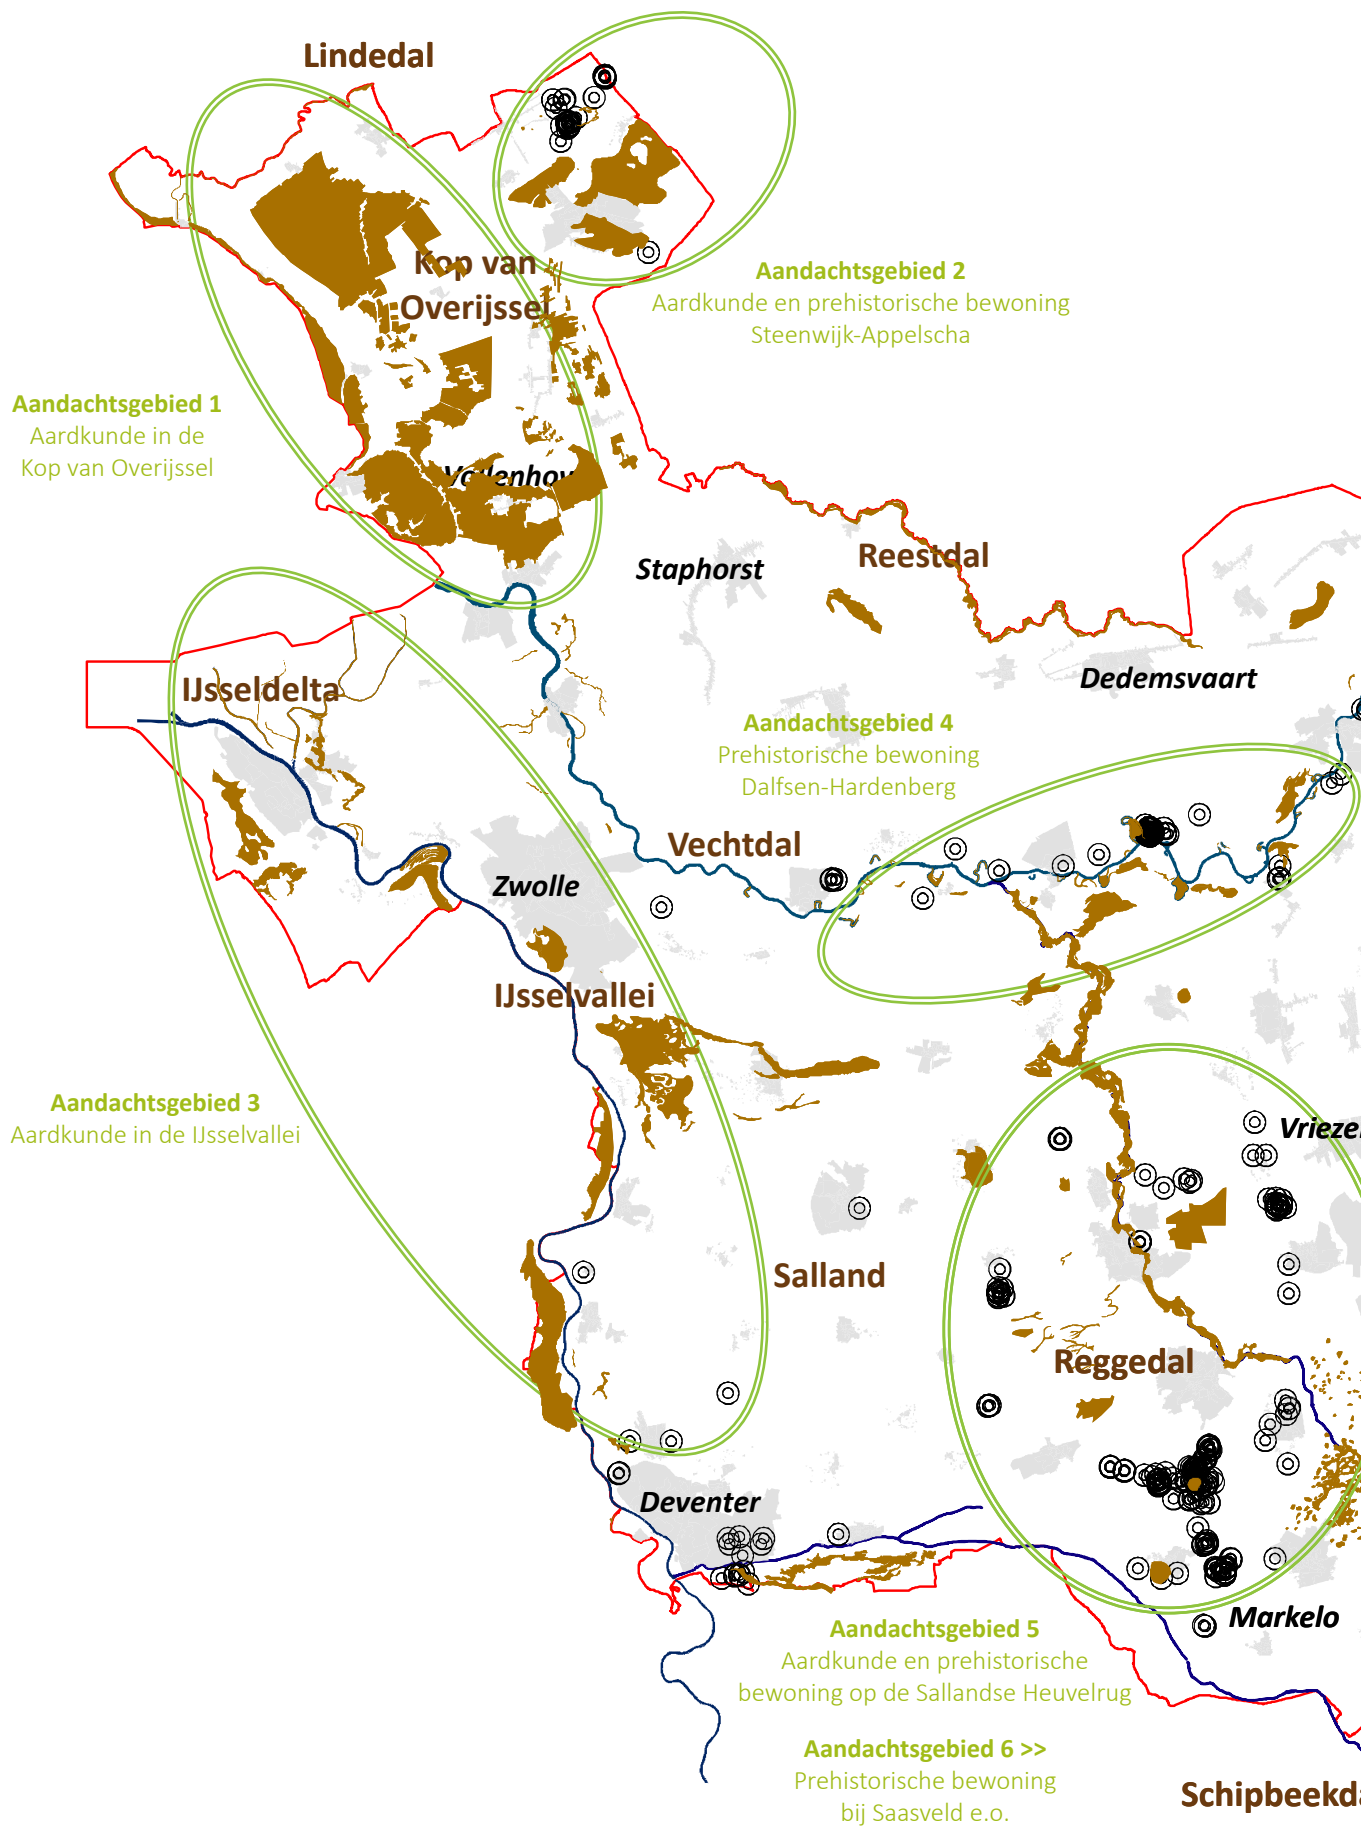 Lindedal
Kop van
Overijssel
Aandachtsgebied 2
Aardkunde en prehistorische bewoning
Steenwijk-Appelscha
Aandachtsgebied 1
Aardkunde in de
Kop van Overijssel
Vollenhov
Staphorst
Reestdal
IJsseldelta
Dedemsvaart
Aandachtsgebied 4
Prehistorische bewoning
Dalfsen-Hardenberg
Vechtdal
Zwolle
IJsselvallei
Aandachtsgebied 3
Aardkunde in de IJsselvallei
Vrieze
Salland
Reggedal
Deventer
Markelo
Aandachtsgebied 5
Aardkunde en prehistorische
bewoning op de Sallandse Heuvelrug
Aandachtsgebied 6 >>
Prehistorische bewoning
bij Saasveld e.o.
Schipbeekda